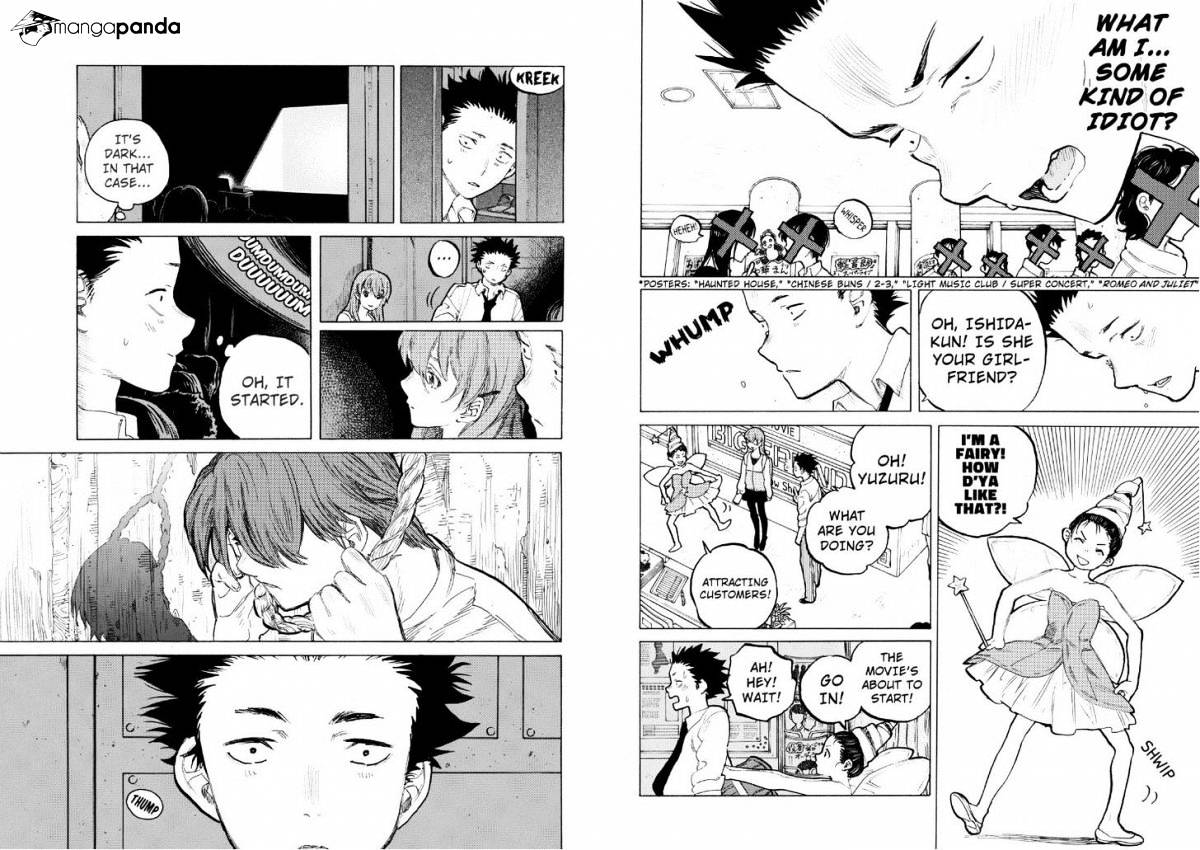 mangapanda
WHAT
AM I...
SOME
KIND OF
IDIOT?
HEHEH!
WHISPER
*POSTERS: "HAUNTED HOUSE," "CHINESE BUNS / 2-3," "LIGHT MUSIC CLUB / SUPER CONCERT," "ROMEO AND JULIET"
OH, ISHIDA-
KUN! IS SHE
YOUR GIRL-
FRIEND?
WHUMP
I'M A
FAIRY!
HOW
D'YA
LIKE
THAT?!
SHWIP
OH!
YUZURU!
WHAT
ARE YOU
DOING?
ATTRACTING
CUSTOMERS!
THE
MOVIE'S
ABOUT TO
START!
GO
IN!
AH!
HEY!
WAIT!
KREEK
IT'S
DARK...
IN THAT
CASE...
...
DUMDUMDUM
DUUUUUUM
OH, IT
STARTED.
THUMP